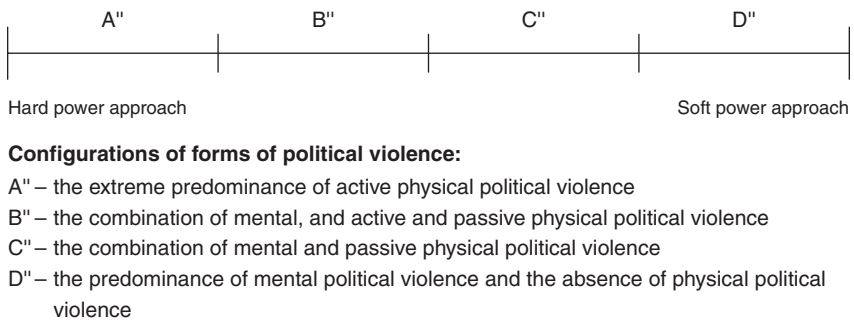 A" B" C" D"
Hard power approach Soft power approach
Configurations of forms of political violence:
A" – the extreme predominance of active physical political violence
B" – the combination of mental, and active and passive physical political violence
C" – the combination of mental and passive physical political violence
D" – the predominance of mental political violence and the absence of physical political
violence